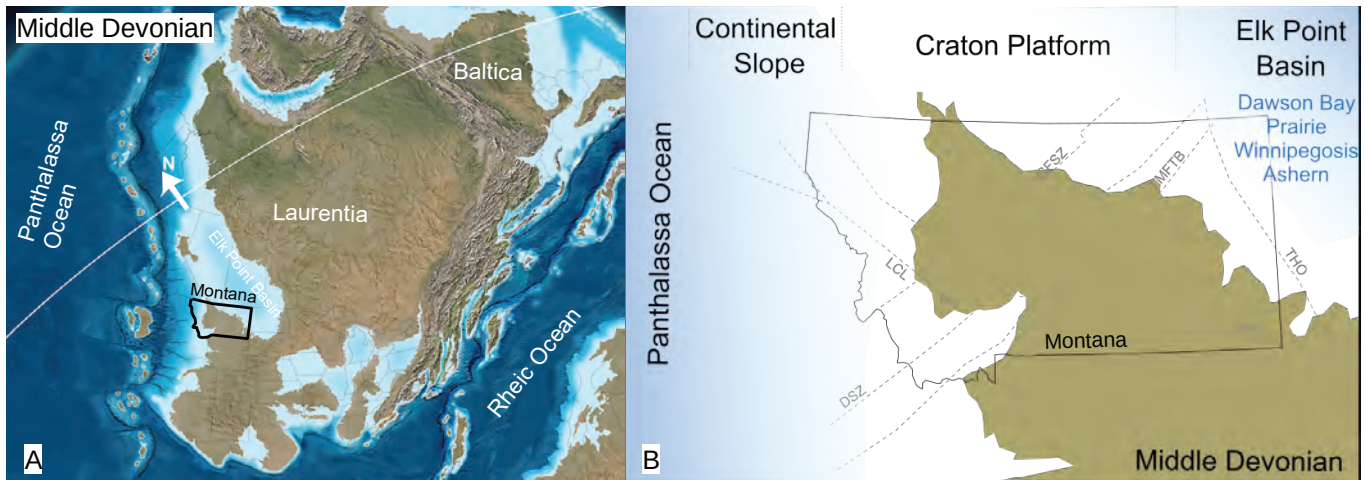 Middle Devonian
Baltica
Panthalassa
Ocean
N
Laurentia
Elk Point Basin
Montana
Rheic Ocean
A
Continental
Slope
Craton Platform
Elk Point
Basin
Dawson Bay
Prairie
Winnipegosis
Ashern
Panthalassa Ocean
MFTB
LCL
THO
Montana
DSZ
B
Middle Devonian